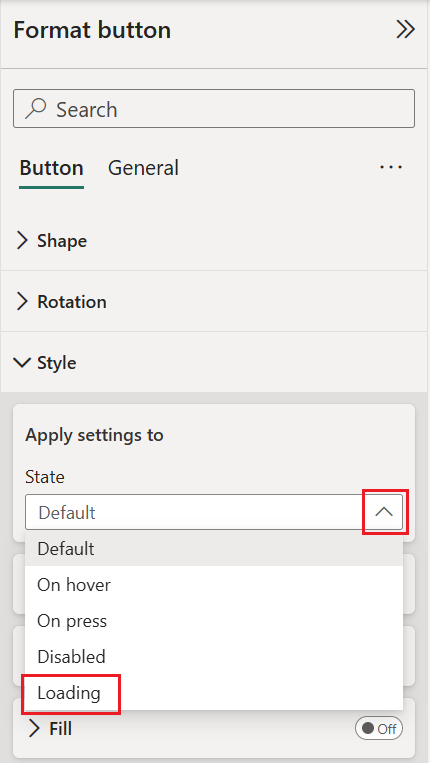 Format button
Search
Button General
Shape
Rotation
Style
Apply settings to
State
Default
Default
On hover
On press
Disabled
Loading
Fill Off